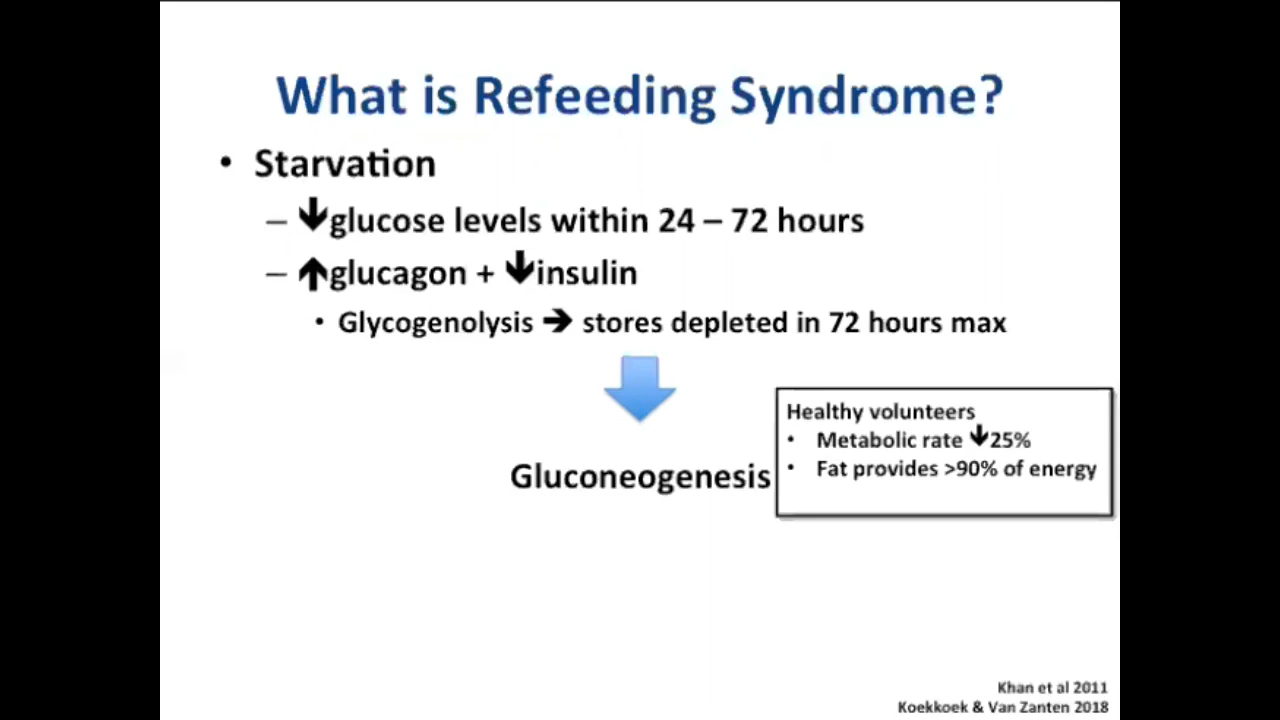 What is Refeeding Syndrome?
• Starvation
– 🡇glucose levels within 24 – 72 hours
– 🡅glucagon + 🡇insulin
• Glycogenolysis ➔ stores depleted in 72 hours max
Gluconeogenesis
Healthy volunteers
• Metabolic rate 🡇25%
• Fat provides >90% of energy
Khan et al 2011
Koekkoek & Van Zanten 2018